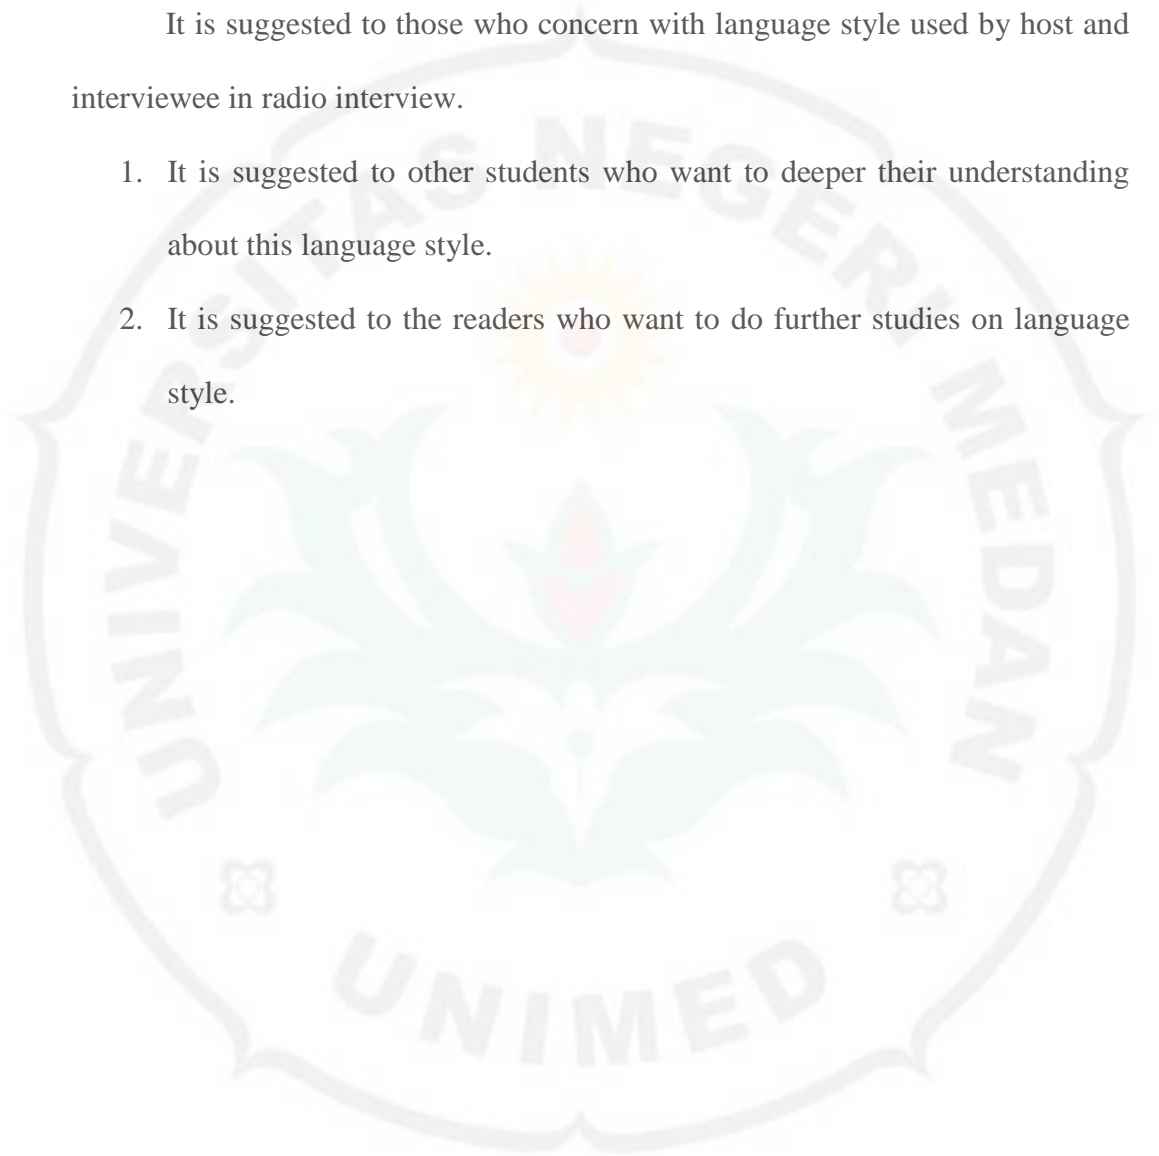 It is suggested to those who concern with language style used by host and
interviewee in radio interview.
1. It is suggested to other students who want to deeper their understanding
about this language style.
2. It is suggested to the readers who want to do further studies on language
style.
UNIVERSITAS NEGERI MEDAN
UNIMED